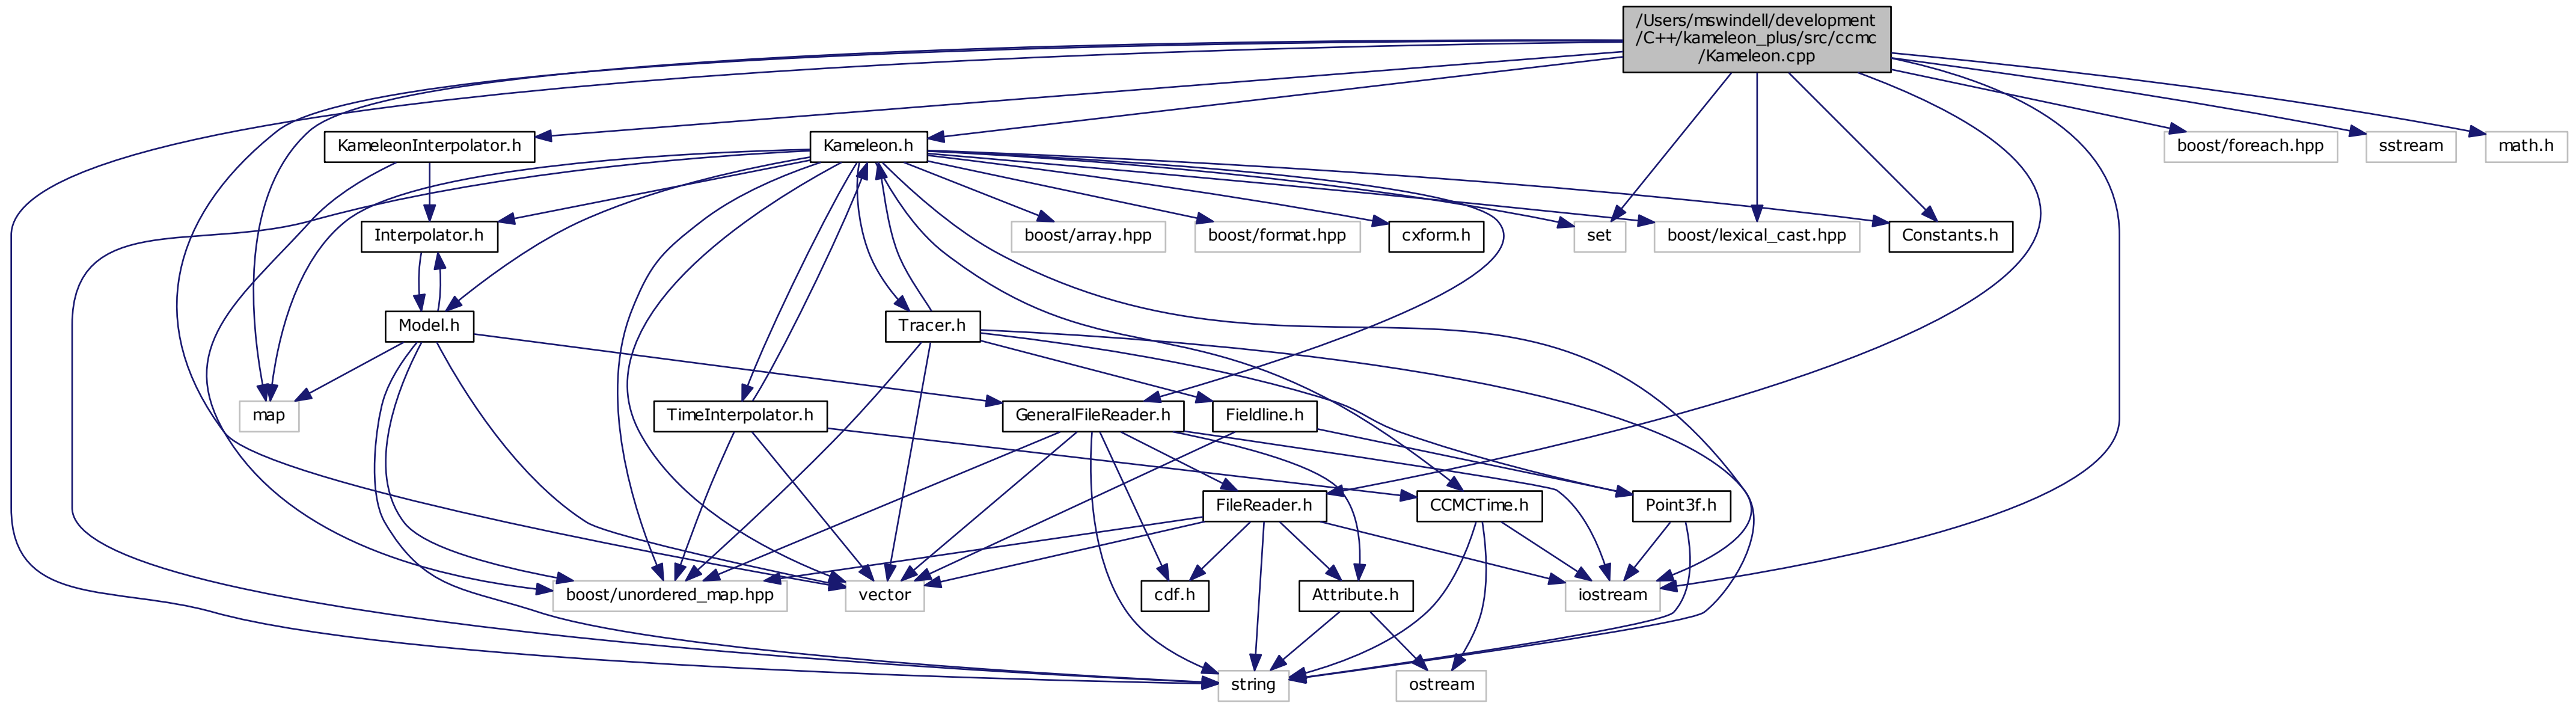 /Users/mswindell/development
/C++/kameleon_plus/src/ccmc
/Kameleon.cpp
KameleonInterpolator.h
Kameleon.h
boost/foreach.hpp
sstream
math.h
Interpolator.h
boost/array.hpp
boost/format.hpp
cxform.h
set
boost/lexical_cast.hpp
Constants.h
Model.h
Tracer.h
map
TimeInterpolator.h
GeneralFileReader.h
Fieldline.h
FileReader.h
CCMCTime.h
Point3f.h
boost/unordered_map.hpp
vector
cdf.h
Attribute.h
iostream
string
ostream